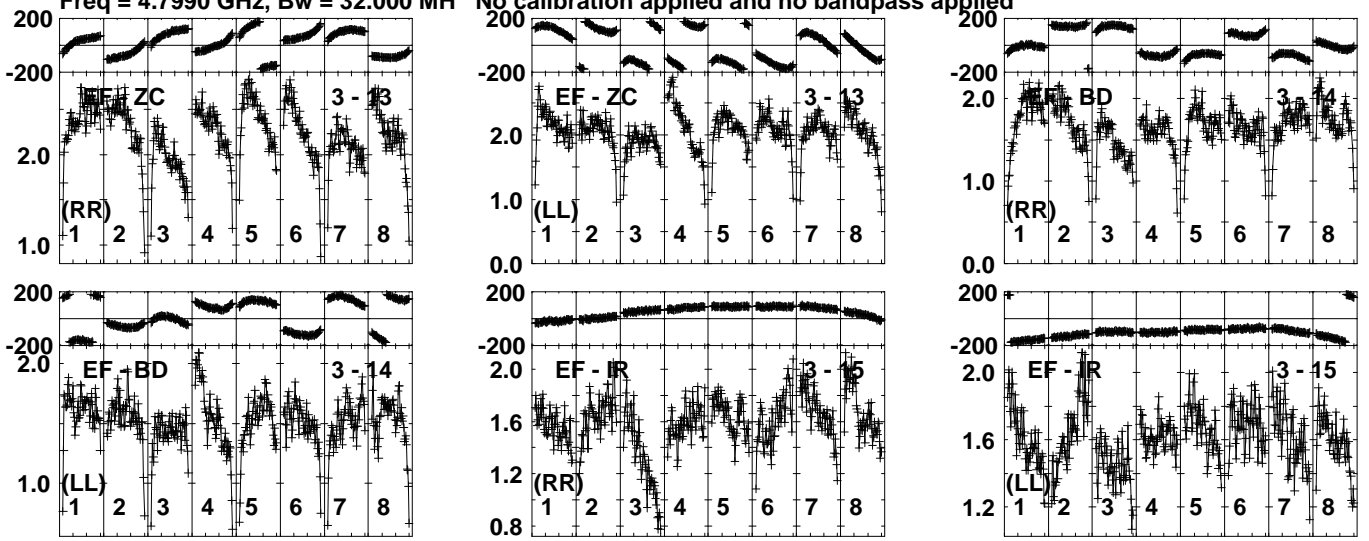 Freq = 4.7990 GHz, Bw = 32.000 MH No calibration applied and no bandpass applied
200
-200
EF - ZC 3 - 13
2.0
(RR)
1 2 3 4 5 6 7 8
1.0
200
-200
EF - ZC 3 - 13
2.0
1.0
(LL)
1 2 3 4 5 6 7 8
0.0
200
-200
EF - BD 3 - 14
2.0
1.0
(RR)
1 2 3 4 5 6 7 8
0.0
200
-200
EF - BD 3 - 14
2.0
1.0
(LL)
1 2 3 4 5 6 7 8
200
-200
EF - IR 3 - 15
2.0
1.6
1.2
(RR)
1 2 3 4 5 6 7 8
0.8
200
-200
EF - IR 3 - 15
2.0
1.6
(LL)
1.2
1 2 3 4 5 6 7 8